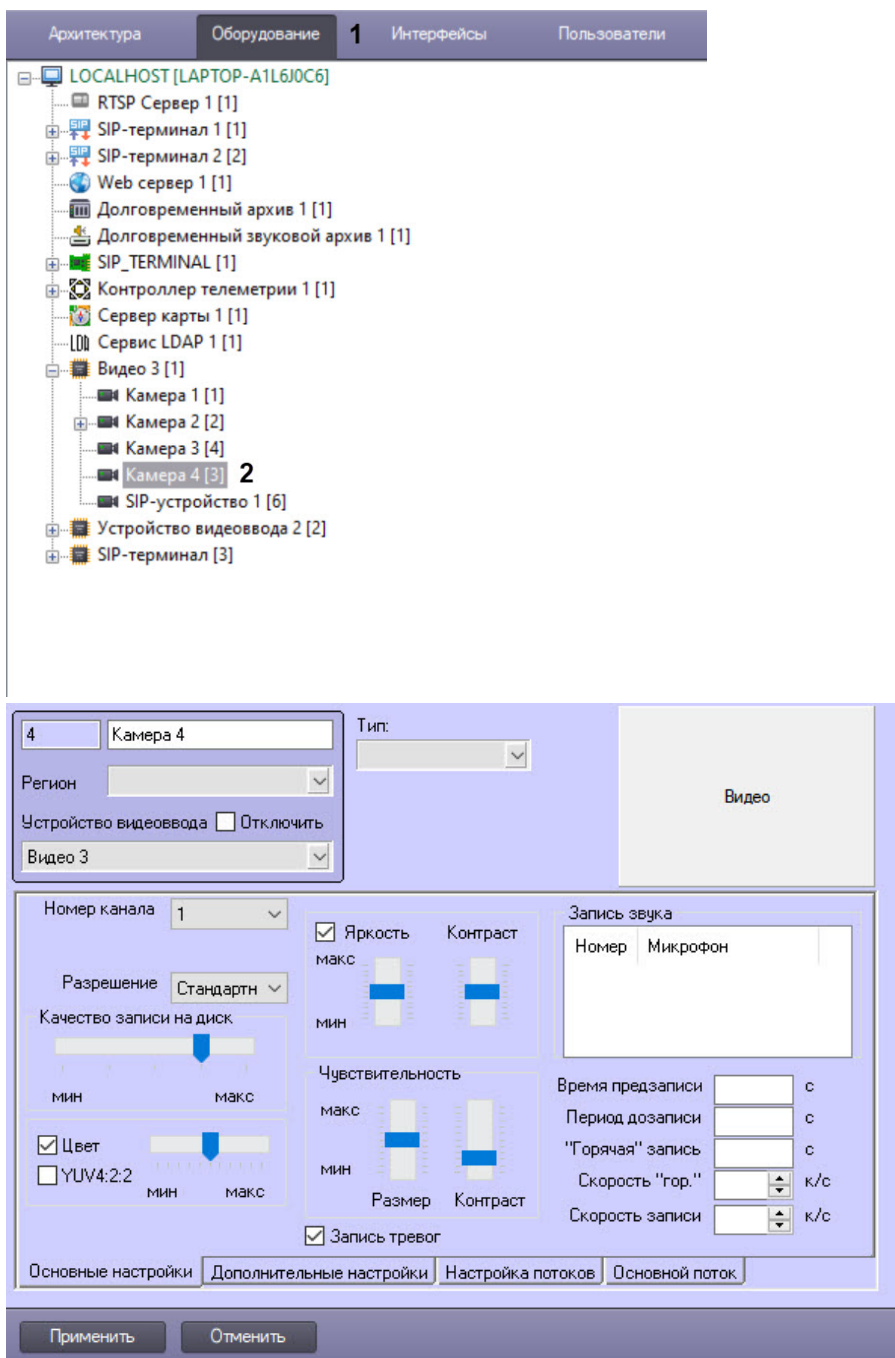 Архитектура Оборудование 1 Интерфейсы Пользователи
LOCALHOST [LAPTOP-A1L6J0C6]
RTSP Сервер 1 [1]
SIP-терминал 1 [1]
SIP-терминал 2 [2]
Web сервер 1 [1]
Долговременный архив 1 [1]
Долговременный звуковой архив 1 [1]
SIP_TERMINAL [1]
Контроллер телеметрии 1 [1]
Сервер карты 1 [1]
Сервис LDAP 1 [1]
Видео 3 [1]
Камера 1 [1]
Камера 2 [2]
Камера 3 [4]
Камера 4 [3] 2
SIP-устройство 1 [6]
Устройство видеоввода 2 [2]
SIP-терминал [3]
4 Камера 4
Регион
Устройство видеоввода Отключить
Видео 3
Тип:
Видео
Номер канала 1
Разрешение Стандартн
Качество записи на диск
мин макс
Цвет
YUV4:2:2
мин макс
Яркость Контраст
макс
мин
Чувствительность
макс
мин
Размер Контраст
Запись тревог
Запись звука
Номер Микрофон
Время предзаписи с
Период дозаписи с
"Горячая" запись с
Скорость "гор." к/с
Скорость записи к/с
Основные настройки Дополнительные настройки Настройка потоков Основной поток
Применить Отменить